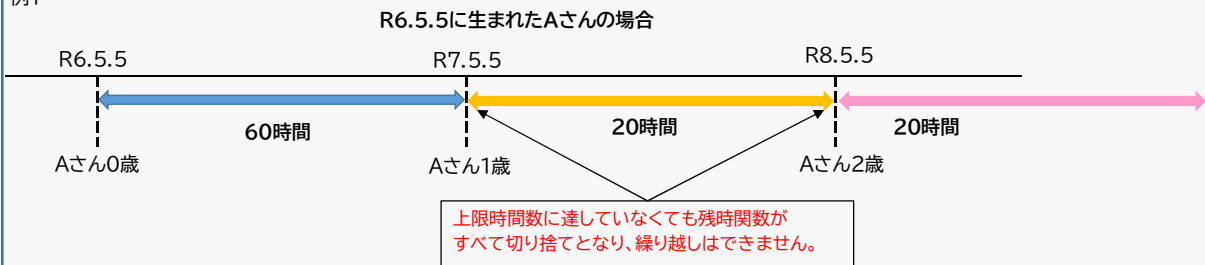 R6.5.5に生まれたAさんの場合
R6.5.5
R7.5.5
R8.5.5
60時間
20時間
20時間
Aさん0歳
Aさん1歳
Aさん2歳
上限時間数に達していなくても残時関数が
すべて切り捨てとなり、繰り越しはできません。